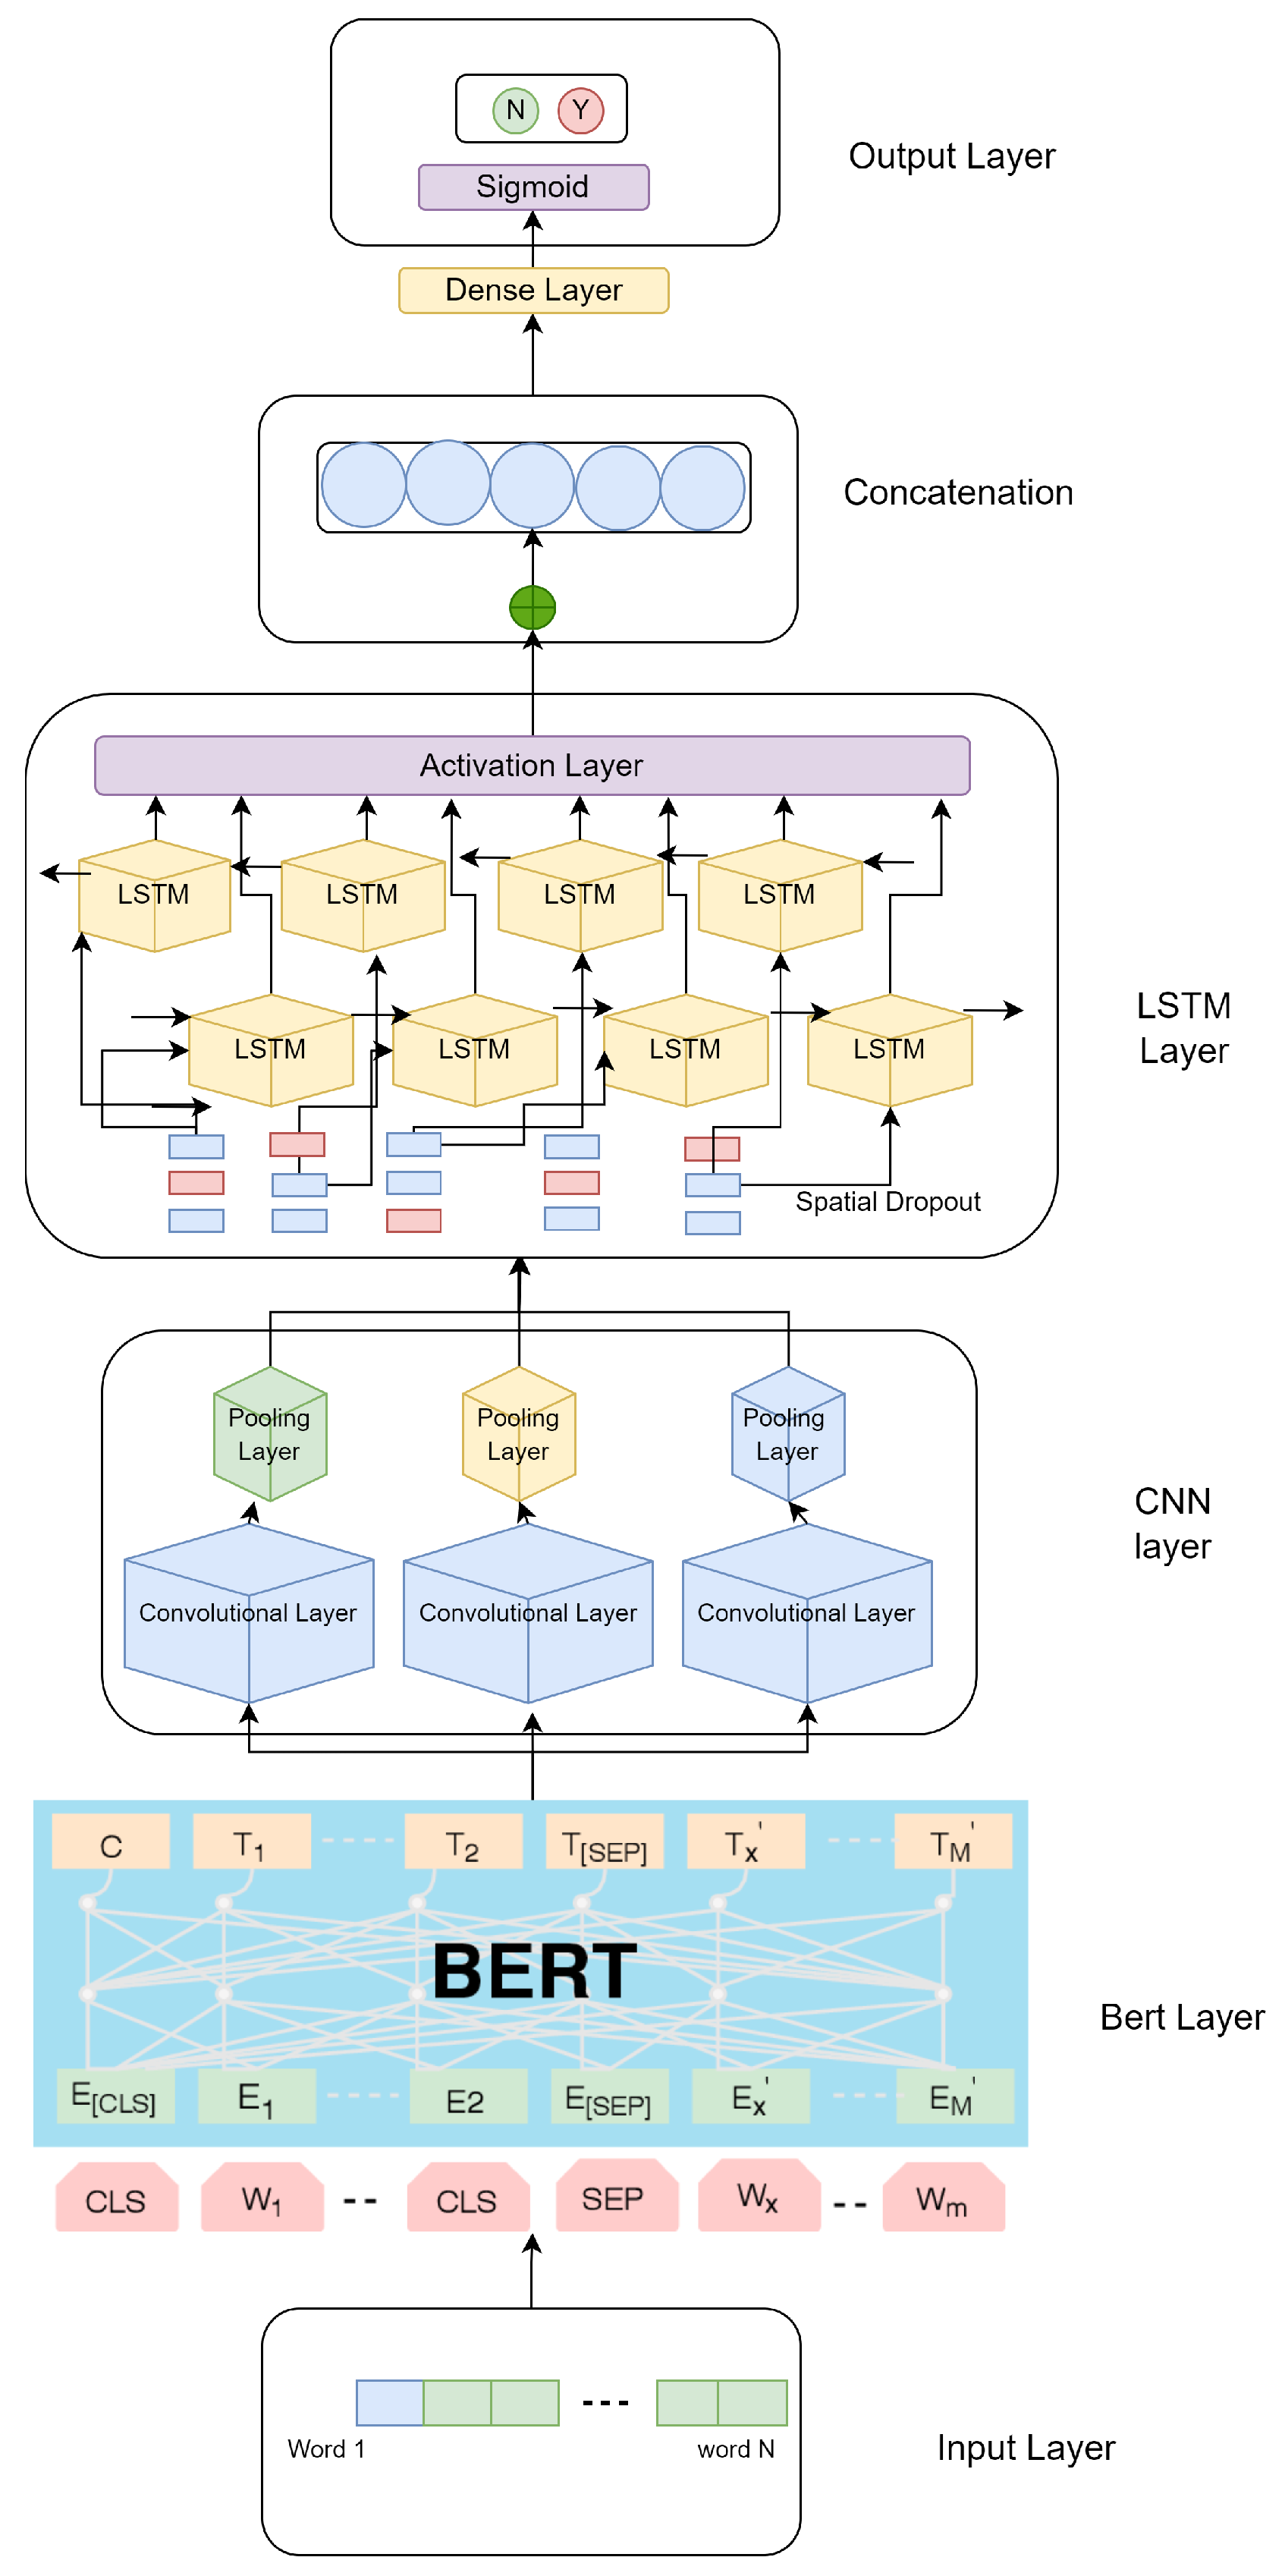 N Y
Output Layer
Sigmoid
Dense Layer
Concatenation
Activation Layer
LSTM LSTM LSTM LSTM
LSTM
Layer
LSTM LSTM LSTM LSTM
Spatial Dropout
Pooling
Layer
Pooling
Layer
Pooling
Layer
CNN
layer
Convolutional Layer Convolutional Layer Convolutional Layer
C T1 T2 T[SEP] Tx' TM'
BERT
Bert Layer
E[CLS] E1 E2 E[SEP] Ex' EM'
CLS W1 -- CLS SEP Wx -- Wm
---
Word 1 word N
Input Layer